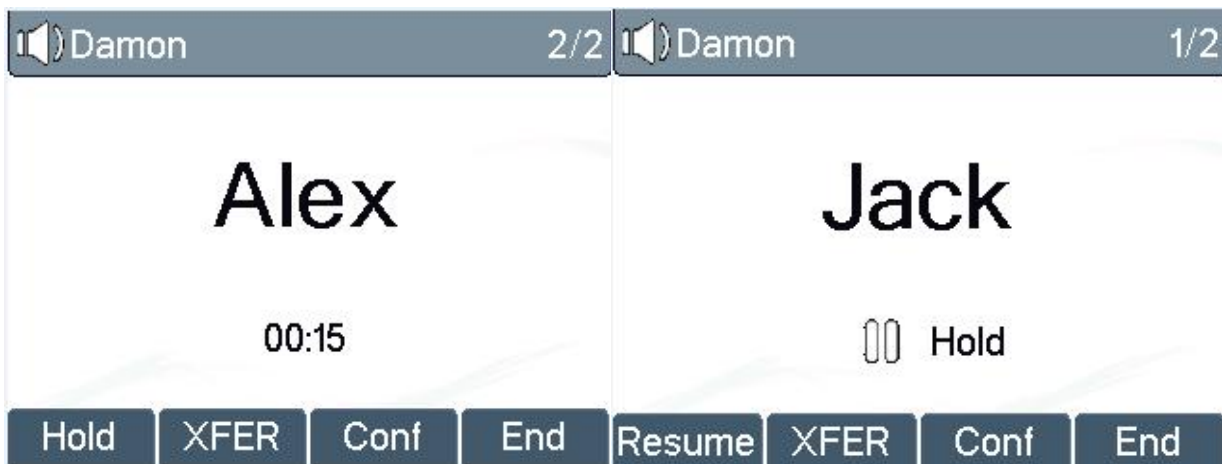 Damon 2/2
Alex
00:15
Hold XFER Conf End
Damon 1/2
Jack
Hold
Resume XFER Conf End